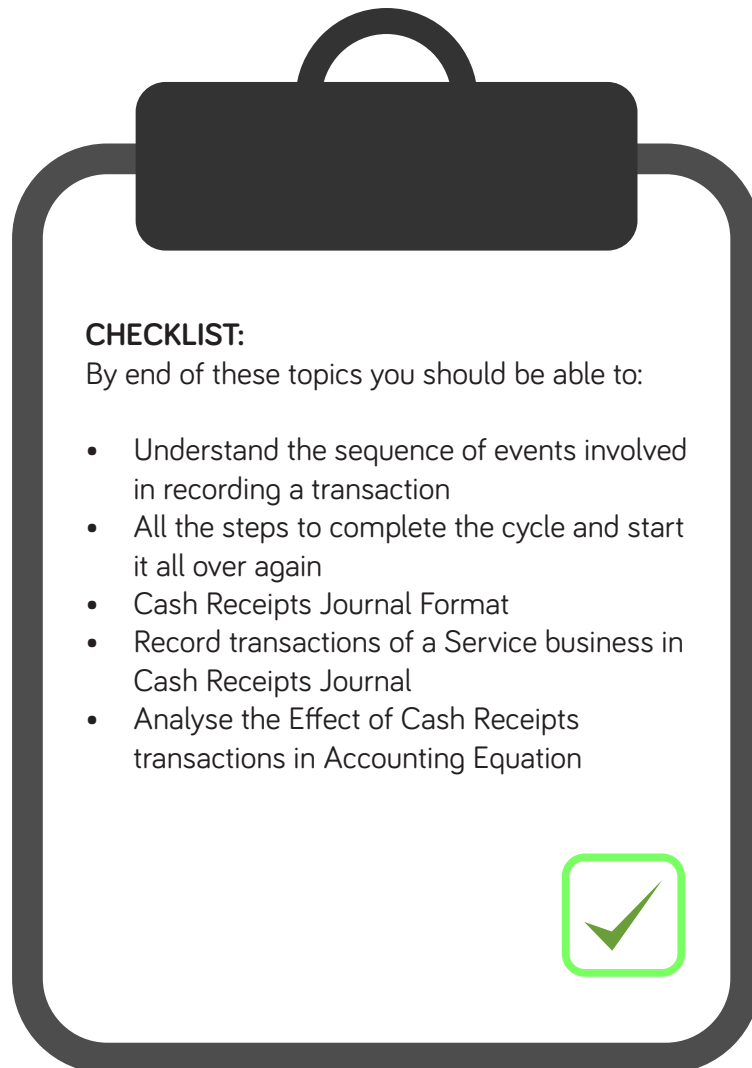 CHECKLIST:
By end of these topics you should be able to:
• Understand the sequence of events involved
in recording a transaction
• All the steps to complete the cycle and start
it all over again
• Cash Receipts Journal Format
• Record transactions of a Service business in
Cash Receipts Journal
• Analyse the Effect of Cash Receipts
transactions in Accounting Equation